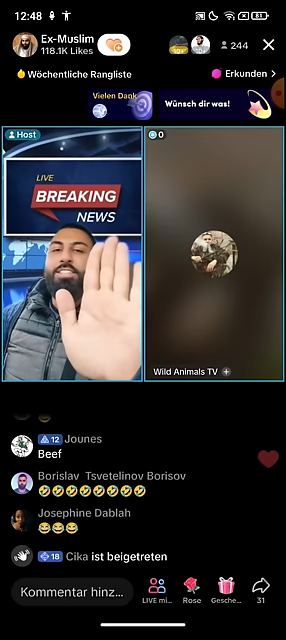 12:48
81
Ex-Muslim
118.1K Likes
244
Wöchentliche Rangliste
Erkunden >
Vielen Dank
Wünsch dir was!
Host
0
LIVE
BREAKING
NEWS
Wild Animals TV
12 Jounes
Beef
Borislav Tsvetelinov Borisov
🤣🤣🤣🤣🤣🤣🤣🤣
Josephine Dablah
😂😂😂
18 Cika ist beigetreten
Kommentar hinz...
LIVE mi...
Rose
Gesche...
31